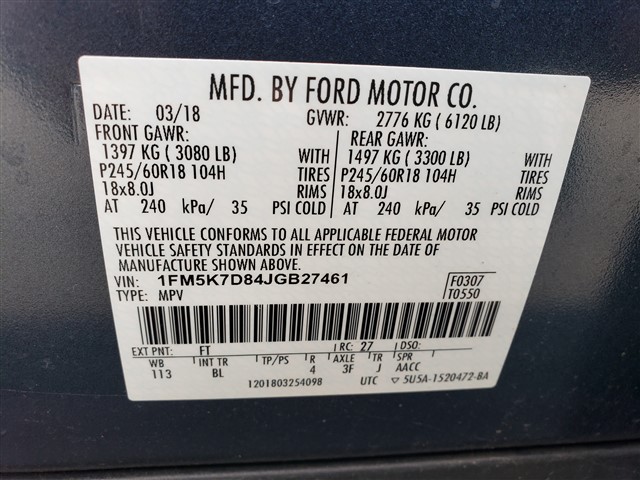 MFD. BY FORD MOTOR CO.
DATE: 03/18 GVWR: 2776 KG ( 6120 LB)
FRONT GAWR: REAR GAWR:
1397 KG ( 3080 LB) WITH 1497 KG ( 3300 LB) WITH
P245/60R18 104H TIRES P245/60R18 104H TIRES
18x8.0J RIMS 18x8.0J RIMS
AT 240 kPa/ 35 PSI COLD AT 240 kPa/ 35 PSI COLD
THIS VEHICLE CONFORMS TO ALL APPLICABLE FEDERAL MOTOR
VEHICLE SAFETY STANDARDS IN EFFECT ON THE DATE OF
MANUFACTURE SHOWN ABOVE.
VIN: 1FM5K7D84JGB27461 F0307
TYPE: MPV T0550
EXT PNT: FT RC: 27 DSO:
WB INT TR TP/PS R AXLE TR SPR
113 BL 4 3F J AACC
1201803254098 UTC ▽ 5U5A-1520472-BA